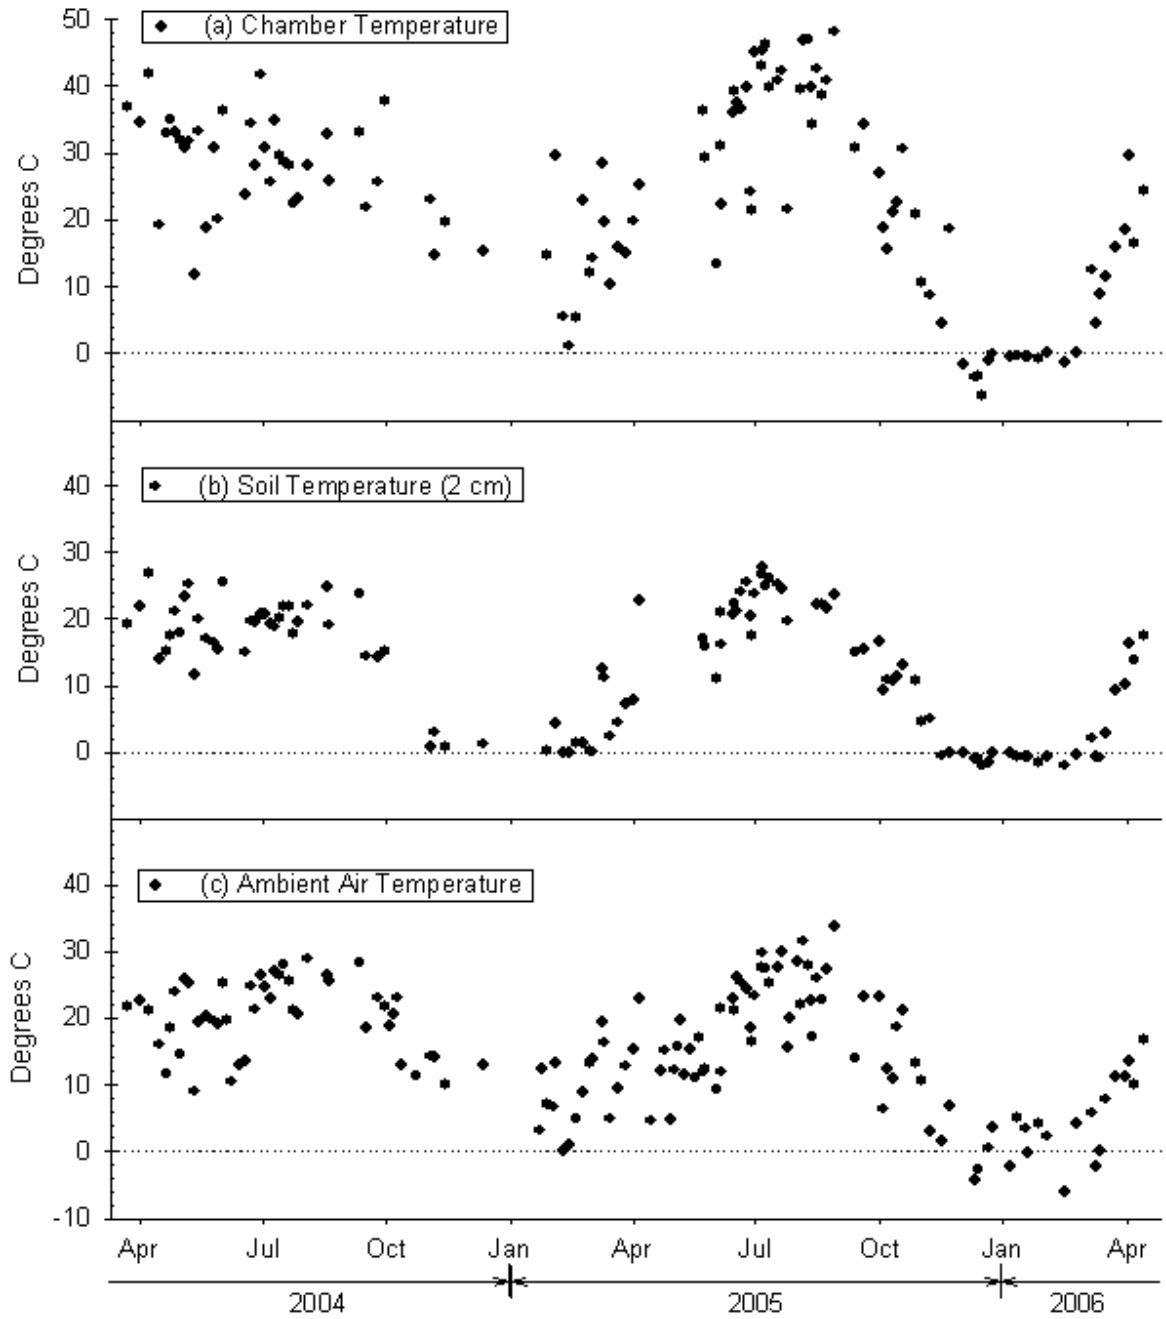 50
(a) Chamber Temperature
40
30
20
10
0
Degrees C
(b) Soil Temperature (2 cm)
40
30
20
10
0
Degrees C
(c) Ambient Air Temperature
40
30
20
10
0
-10
Degrees C
Apr Jul Oct Jan Apr Jul Oct Jan Apr
2004 2005 2006